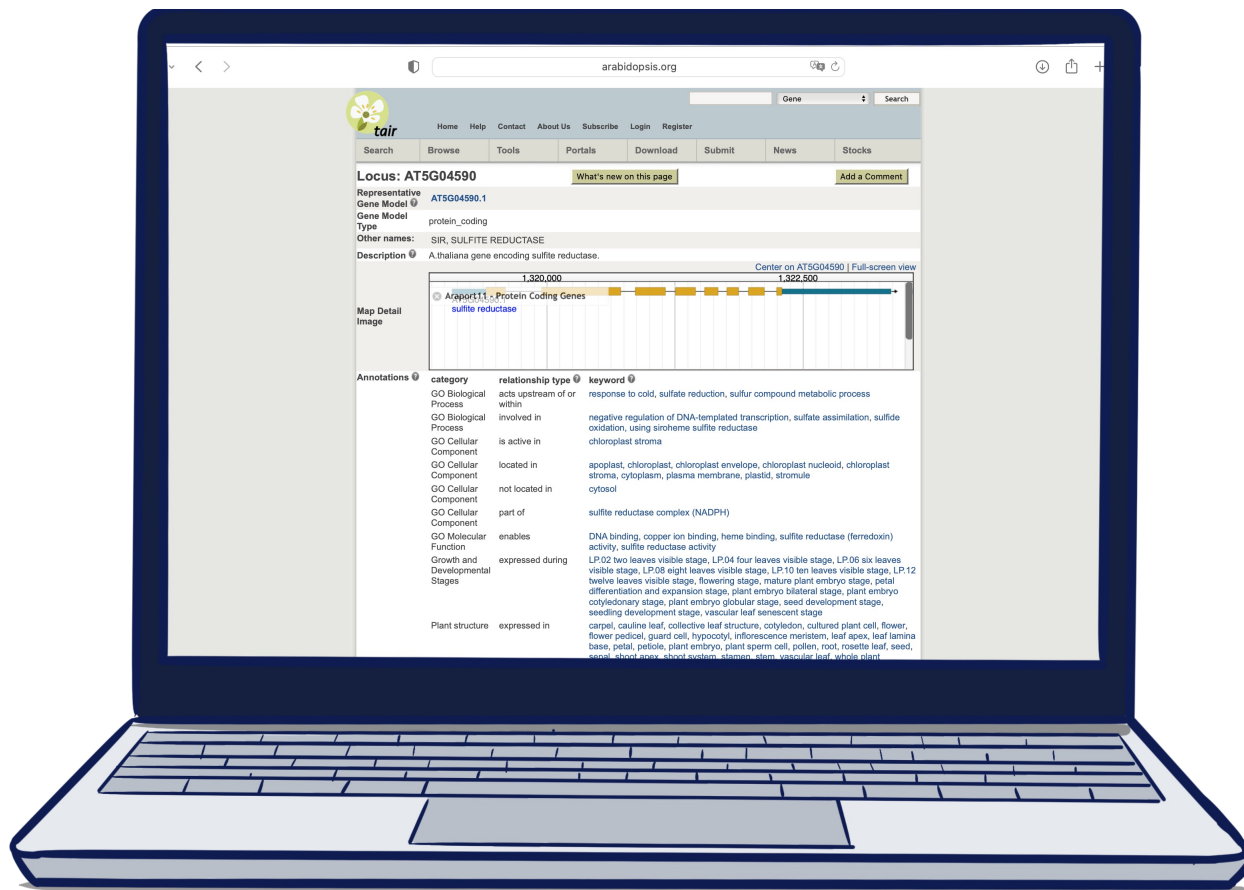 arabidopsis.org
Gene
Search
tair
Home Help Contact About Us Subscribe Login Register
Search Browse Tools Portals Download Submit News Stocks
Locus: AT5G04590
What's new on this page
Add a Comment
Representative Gene Model AT5G04590.1
Gene Model Type protein_coding
Other names: SIR, SULFITE REDUCTASE
Description A.thaliana gene encoding sulfite reductase.
Center on AT5G04590 | Full-screen view
1,320,000 1,322,500
Araport11 - Protein Coding Genes
AT5G04590.1
sulfite reductase
Map Detail Image
Annotations category relationship type keyword
GO Biological Process acts upstream of or within response to cold, sulfate reduction, sulfur compound metabolic process
GO Biological Process involved in negative regulation of DNA-templated transcription, sulfate assimilation, sulfide
oxidation, using siroheme sulfite reductase
GO Cellular Component is active in chloroplast stroma
GO Cellular Component located in apoplast, chloroplast, chloroplast envelope, chloroplast nucleoid, chloroplast
stroma, cytoplasm, plasma membrane, plastid, stromule
GO Cellular Component not located in cytosol
GO Cellular Component part of sulfite reductase complex (NADPH)
GO Molecular Function enables DNA binding, copper ion binding, heme binding, sulfite reductase (ferredoxin)
activity, sulfite reductase activity
Growth and Developmental Stages expressed during LP.02 two leaves visible stage, LP.04 four leaves visible stage, LP.06 six leaves
visible stage, LP.08 eight leaves visible stage, LP.10 ten leaves visible stage, LP.12
twelve leaves visible stage, flowering stage, mature plant embryo stage, petal
differentiation and expansion stage, plant embryo bilateral stage, plant embryo
cotyledonary stage, plant embryo globular stage, seed development stage,
seedling development stage, vascular leaf senescent stage
Plant structure expressed in carpel, cauline leaf, collective leaf structure, cotyledon, cultured plant cell, flower,
flower pedicel, guard cell, hypocotyl, inflorescence meristem, leaf apex, leaf lamina
base, petal, petiole, plant embryo, plant sperm cell, pollen, root, rosette leaf, seed,
sepal, shoot apex, shoot system, stamen, stem, vascular leaf, whole plant